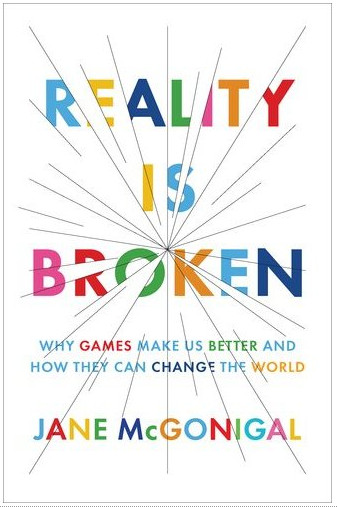 REALITY
IS
BROKEN
WHY GAMES MAKE US BETTER AND
HOW THEY CAN CHANGE THE WORLD
JANE McGONIGAL